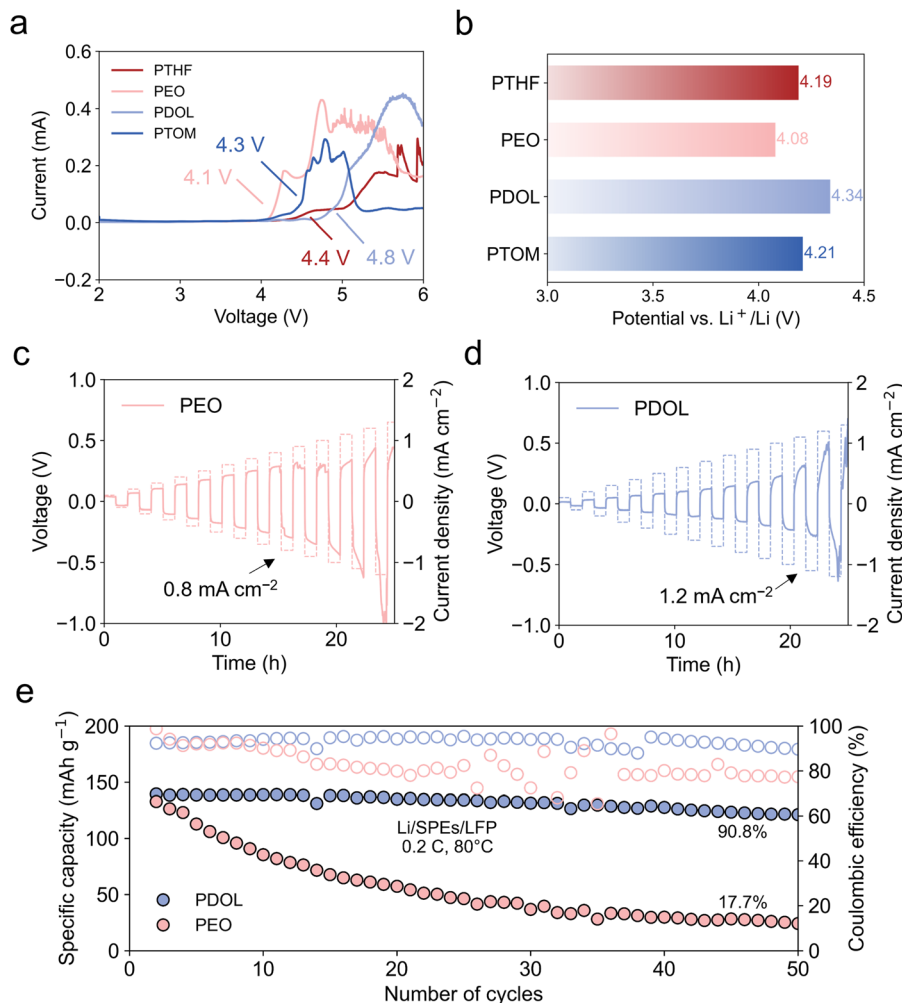 a
0.6
0.4
0.2
0.0
−0.2
Current (mA)
PTHF
PEO
PDOL
PTOM
4.3 V
4.1 V
4.4 V
4.8 V
2
3
4
5
6
Voltage (V)
b
PTHF
PEO
PDOL
PTOM
4.19
4.08
4.34
4.21
3.0
3.5
4.0
4.5
Potential vs. Li⁺/Li (V)
c
1.0
0.5
0.0
−0.5
−1.0
Voltage (V)
PEO
0.8 mA cm⁻²
2
1
0
−1
−2
Current density (mA cm⁻²)
0
10
20
Time (h)
d
1.0
0.5
0.0
−0.5
−1.0
Voltage (V)
PDOL
1.2 mA cm⁻²
2
1
0
−1
−2
Current density (mA cm⁻²)
0
10
20
Time (h)
e
200
150
100
50
0
Specific capacity (mAh g⁻¹)
Li/SPEs/LFP
0.2 C, 80°C
90.8%
17.7%
PDOL
PEO
100
80
60
40
20
0
Coulombic efficiency (%)
0
10
20
30
40
50
Number of cycles